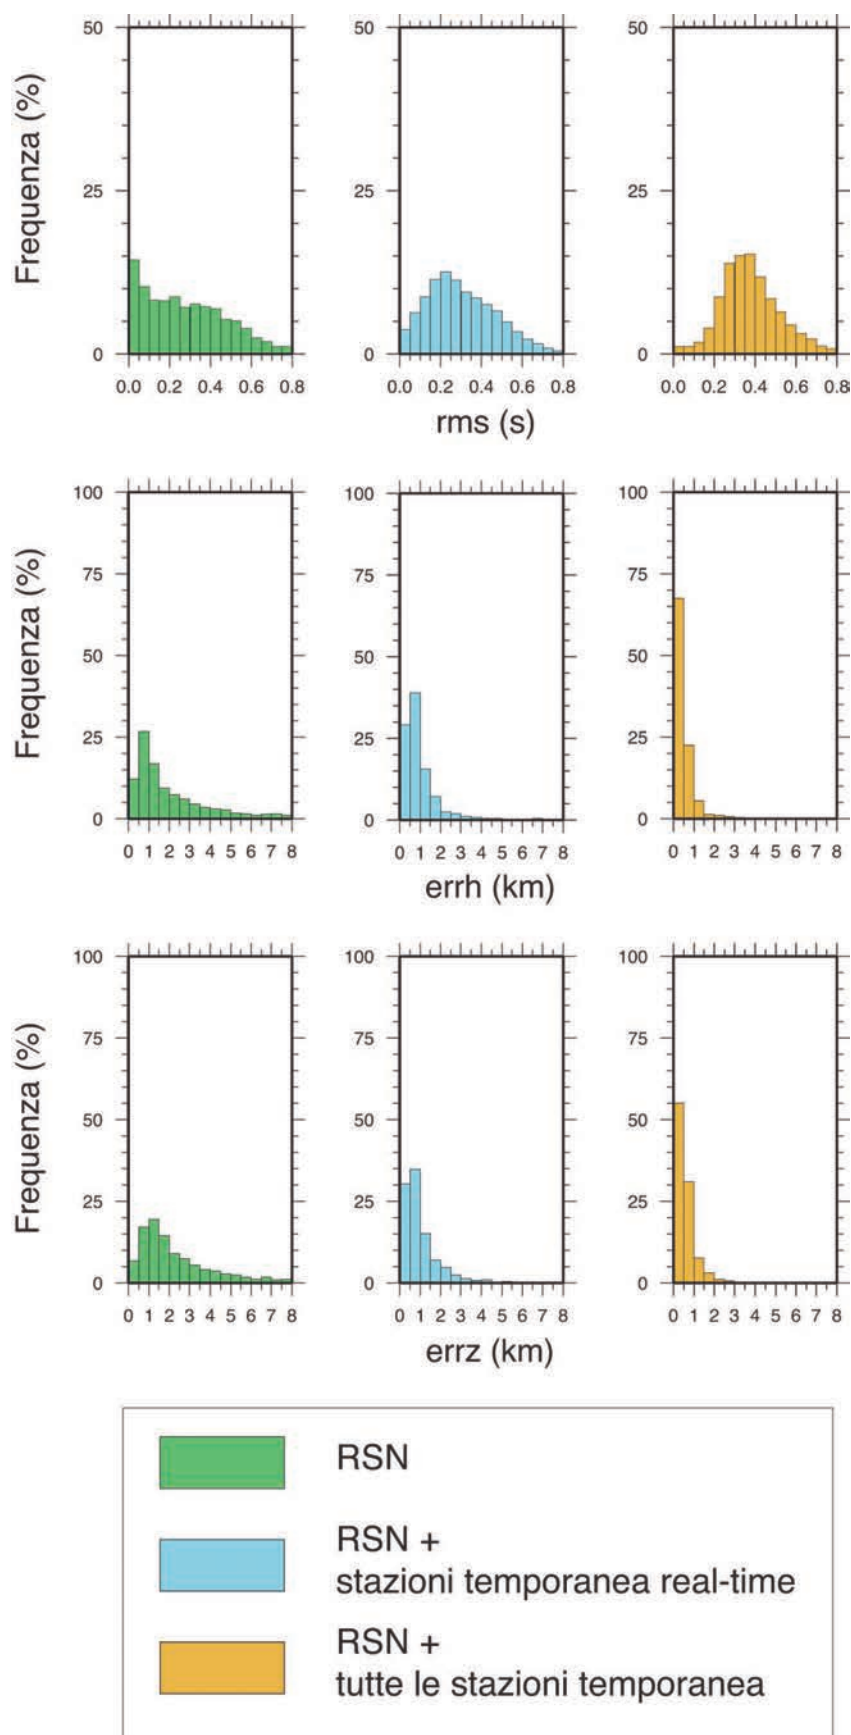 Frequenza (%)
50
25
0
0.0 0.2 0.4 0.6 0.8
50
25
0
0.0 0.2 0.4 0.6 0.8
50
25
0
0.0 0.2 0.4 0.6 0.8
rms (s)
Frequenza (%)
100
75
50
25
0
0 1 2 3 4 5 6 7 8
100
75
50
25
0
0 1 2 3 4 5 6 7 8
100
75
50
25
0
0 1 2 3 4 5 6 7 8
errh (km)
Frequenza (%)
100
75
50
25
0
0 1 2 3 4 5 6 7 8
100
75
50
25
0
0 1 2 3 4 5 6 7 8
100
75
50
25
0
0 1 2 3 4 5 6 7 8
errz (km)
RSN
RSN +
stazioni temporanea real-time
RSN +
tutte le stazioni temporanea